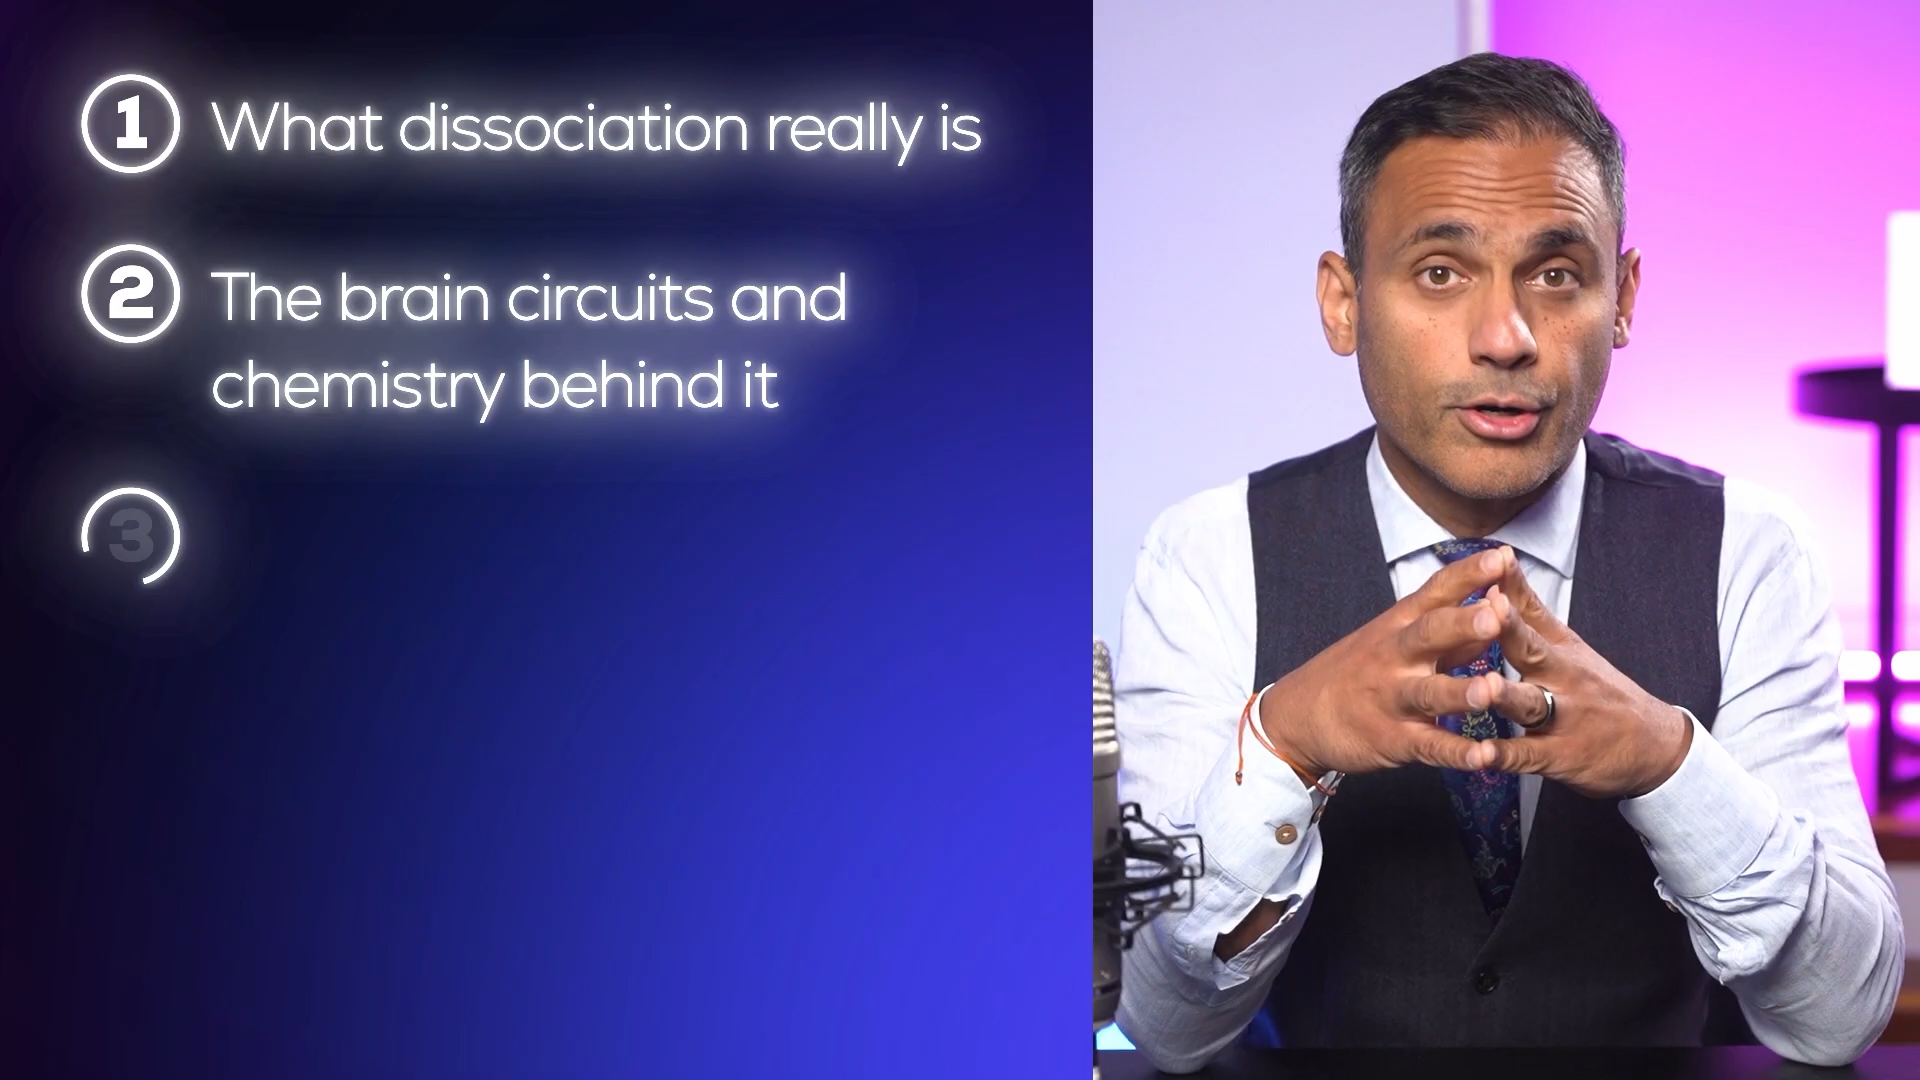 1 What dissociation really is
2 The brain circuits and
chemistry behind it
3